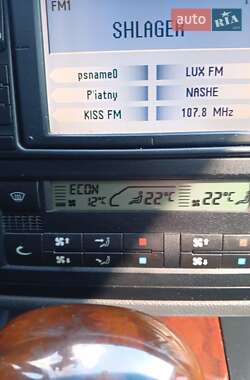 FM1
AUTO RIA
SHLAGER
psname0 LUX FM
P'iatny NASHE
KISS FM 107.8 MHz
ECON
12°C 22°C 22°C